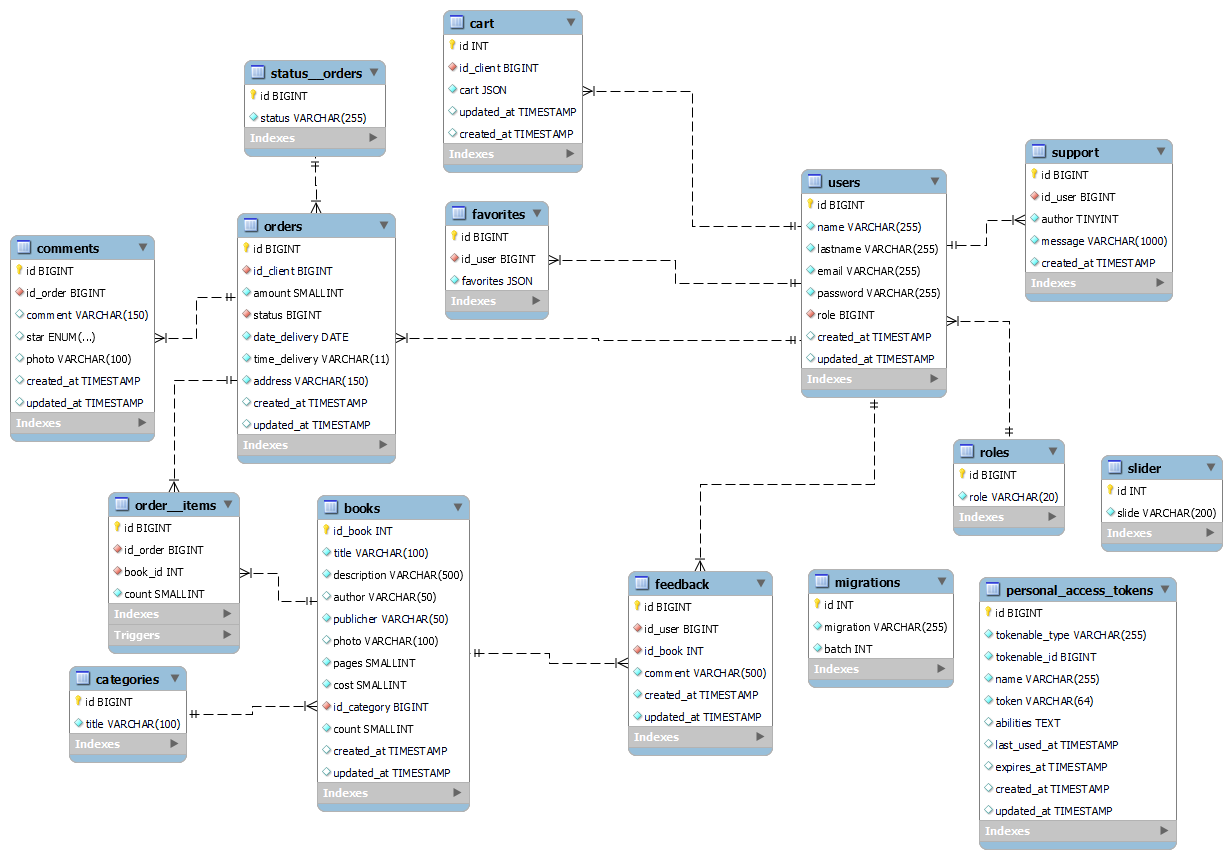 cart
id INT
id_client BIGINT
cart JSON
updated_at TIMESTAMP
created_at TIMESTAMP
Indexes
status__orders
id BIGINT
status VARCHAR(255)
Indexes
support
id BIGINT
id_user BIGINT
author TINYINT
message VARCHAR(1000)
created_at TIMESTAMP
Indexes
users
id BIGINT
name VARCHAR(255)
lastname VARCHAR(255)
email VARCHAR(255)
password VARCHAR(255)
role BIGINT
created_at TIMESTAMP
updated_at TIMESTAMP
Indexes
favorites
id BIGINT
id_user BIGINT
favorites JSON
Indexes
orders
id BIGINT
id_client BIGINT
amount SMALLINT
status BIGINT
date_delivery DATE
time_delivery VARCHAR(11)
address VARCHAR(150)
created_at TIMESTAMP
updated_at TIMESTAMP
Indexes
comments
id BIGINT
id_order BIGINT
comment VARCHAR(150)
star ENUM(...)
photo VARCHAR(100)
created_at TIMESTAMP
updated_at TIMESTAMP
Indexes
roles
id BIGINT
role VARCHAR(20)
Indexes
slider
id INT
slide VARCHAR(200)
Indexes
order__items
id BIGINT
id_order BIGINT
book_id INT
count SMALLINT
Indexes
Triggers
books
id_book INT
title VARCHAR(100)
description VARCHAR(500)
author VARCHAR(50)
publisher VARCHAR(50)
photo VARCHAR(100)
pages SMALLINT
cost SMALLINT
id_category BIGINT
count SMALLINT
created_at TIMESTAMP
updated_at TIMESTAMP
Indexes
feedback
id BIGINT
id_user BIGINT
id_book INT
comment VARCHAR(500)
created_at TIMESTAMP
updated_at TIMESTAMP
Indexes
migrations
id INT
migration VARCHAR(255)
batch INT
Indexes
personal_access_tokens
id BIGINT
tokenable_type VARCHAR(255)
tokenable_id BIGINT
name VARCHAR(255)
token VARCHAR(64)
abilities TEXT
last_used_at TIMESTAMP
expires_at TIMESTAMP
created_at TIMESTAMP
updated_at TIMESTAMP
Indexes
categories
id BIGINT
title VARCHAR(100)
Indexes